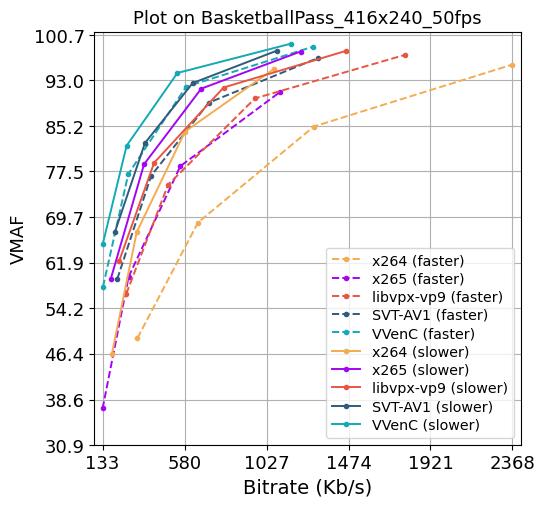 Plot on BasketballPass_416x240_50fps
100.7
93.0
85.2
77.5
69.7
61.9
54.2
46.4
38.6
30.9
VMAF
x264 (faster)
x265 (faster)
libvpx-vp9 (faster)
SVT-AV1 (faster)
VVenC (faster)
x264 (slower)
x265 (slower)
libvpx-vp9 (slower)
SVT-AV1 (slower)
VVenC (slower)
133 580 1027 1474 1921 2368
Bitrate (Kb/s)